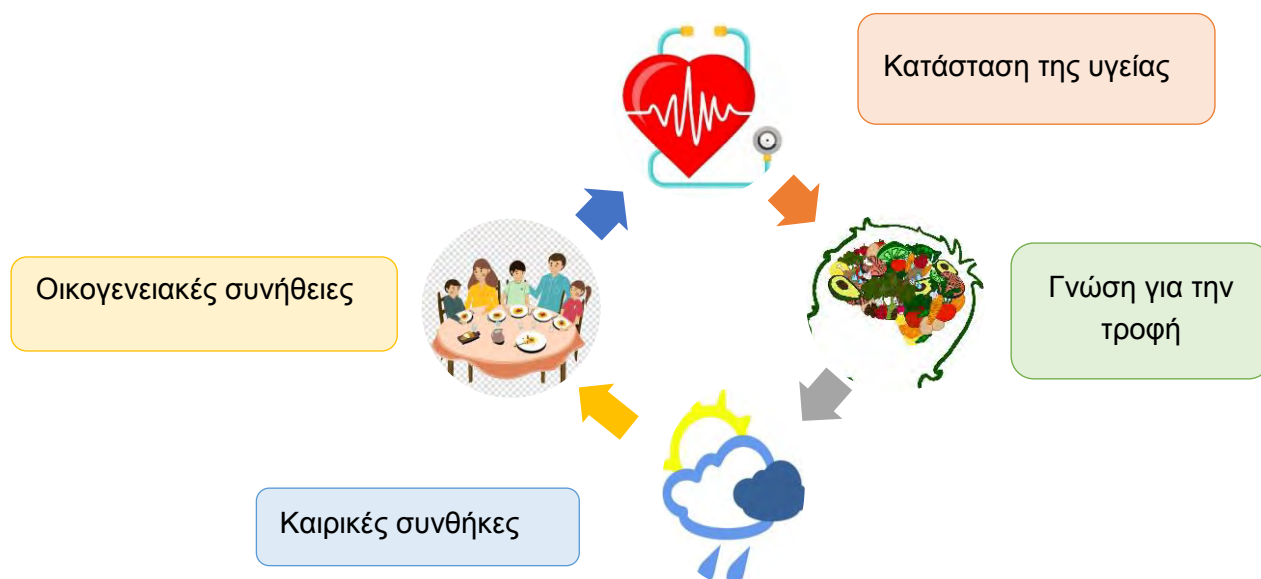 Κατάσταση της υγείας
Οικογενειακές συνήθειες
Γνώση για την
τροφή
Καιρικές συνθήκες